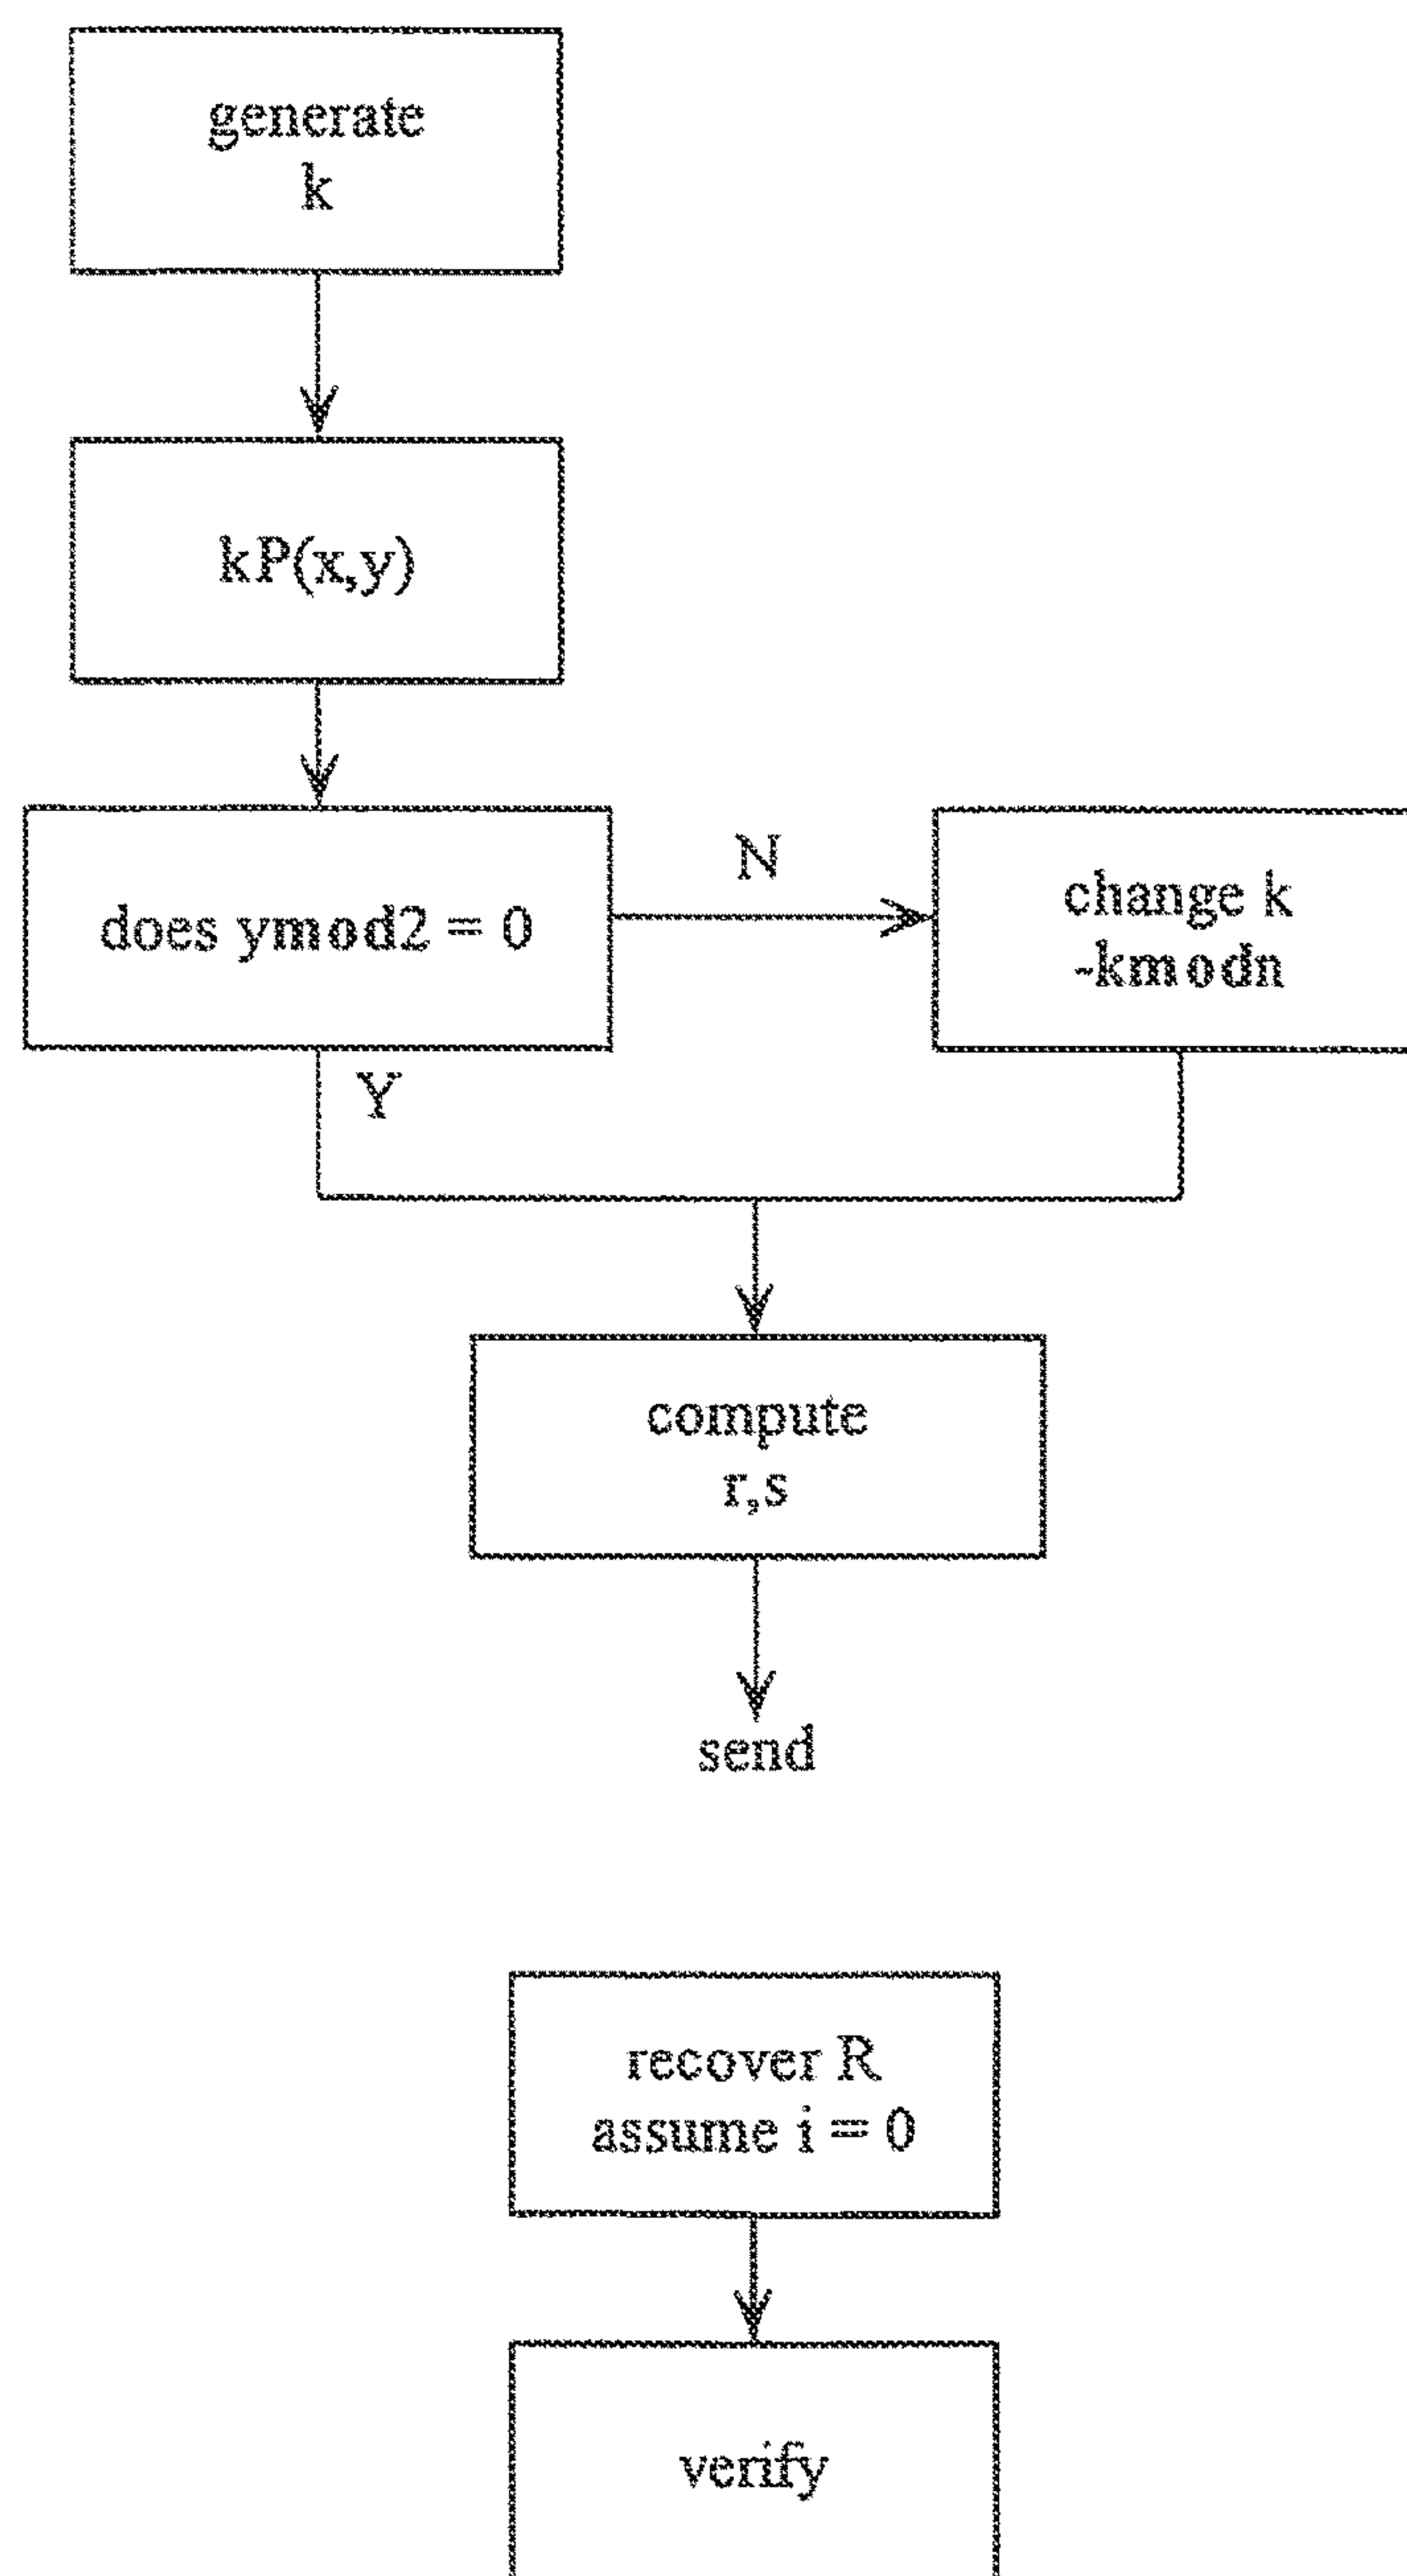 generate
k
kP(x,y)
does ymod2 = 0
N
change k
-kmodn
Y
compute
r,s
send
recover R
assume i = 0
verify